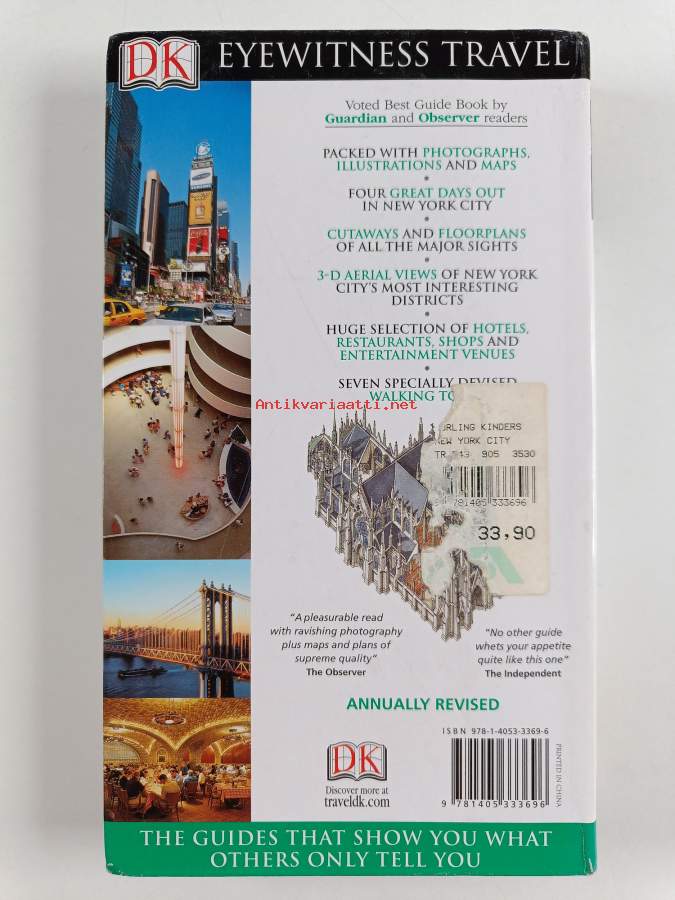 DK EYEWITNESS TRAVEL
Voted Best Guide Book by
Guardian and Observer readers
PACKED WITH PHOTOGRAPHS,
ILLUSTRATIONS AND MAPS
•
FOUR GREAT DAYS OUT
IN NEW YORK CITY
•
CUTAWAYS AND FLOORPLANS
OF ALL THE MAJOR SIGHTS
•
3-D AERIAL VIEWS OF NEW YORK
CITY'S MOST INTERESTING
DISTRICTS
•
HUGE SELECTION OF HOTELS,
RESTAURANTS, SHOPS AND
ENTERTAINMENT VENUES
•
SEVEN SPECIALLY DEVISED
WALKING TO
Antikvariaatti.net
RLING KINDERS
NEW YORK CITY
TR 543 905 3530
781405 333696
33,90
"A pleasurable read
with ravishing photography
plus maps and plans of
supreme quality"
The Observer
"No other guide
whets your appetite
quite like this one"
The Independent
ANNUALLY REVISED
ISBN 978-1-4053-3369-6
9 781405 333696
PRINTED IN CHINA
DK
Discover more at
traveldk.com
THE GUIDES THAT SHOW YOU WHAT
OTHERS ONLY TELL YOU